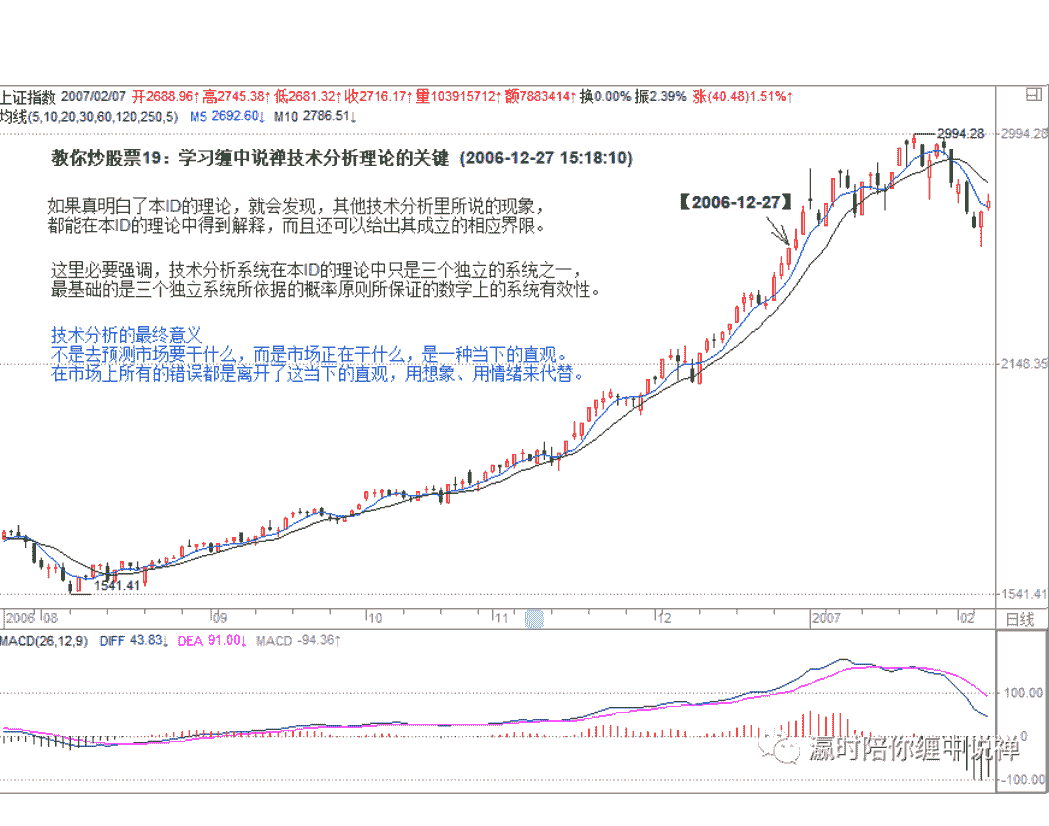 上证指数 2007/02/07 开2688.96↑ 高2745.38↑ 低2681.32↑ 收2716.17↑ 量103915712↑ 额7883414↑ 换0.00% 振2.39% 涨(40.48)1.51%↑
均线(5,10,20,30,60,120,250,5) M5 2692.60↓ M10 2786.51↓
2994.28 2994.28
教你炒股票19：学习缠中说禅技术分析理论的关键 (2006-12-27 15:18:10)
【2006-12-27】
如果真明白了本ID的理论，就会发现，其他技术分析里所说的现象，
都能在本ID的理论中得到解释，而且还可以给出其成立的相应界限。
这里必要强调，技术分析系统在本ID的理论中只是三个独立的系统之一，
最基础的是三个独立系统所依据的概率原则所保证的数学上的系统有效性。
技术分析的最终意义
不是去预测市场要干什么，而是市场正在干什么，是一种当下的直观。
2148.35
在市场上所有的错误都是离开了这当下的直观，用想象、用情绪来代替。
1541.41 1541.41
2006 08 09 10 11 12 2007 02 日线
MACD(26,12,9) DIFF 43.83↓ DEA 91.00↓ MACD -94.36↑
100.00
0
瀛时陪你缠中说禅
-100.00